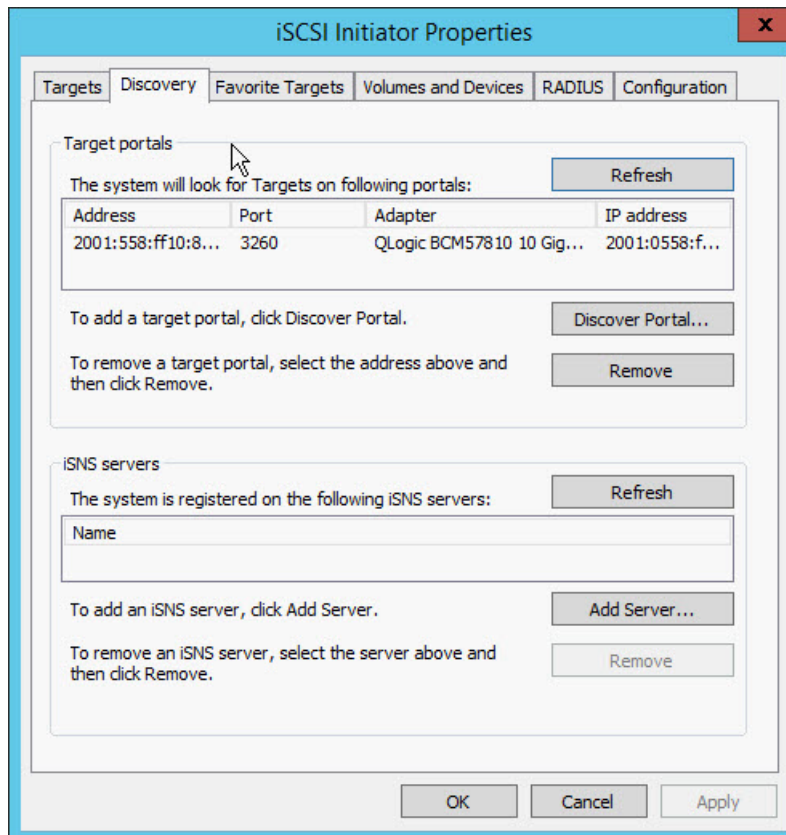 iSCSI Initiator Properties
x
Targets Discovery Favorite Targets Volumes and Devices RADIUS Configuration
Target portals
The system will look for Targets on following portals:
Refresh
Address Port Adapter IP address
2001:558:ff10:8... 3260 QLogic BCM57810 10 Gig... 2001:0558:f...
To add a target portal, click Discover Portal.
Discover Portal...
To remove a target portal, select the address above and
then click Remove.
Remove
iSNS servers
The system is registered on the following iSNS servers:
Refresh
Name
To add an iSNS server, click Add Server.
Add Server...
To remove an iSNS server, select the server above and
then click Remove.
Remove
OK Cancel Apply